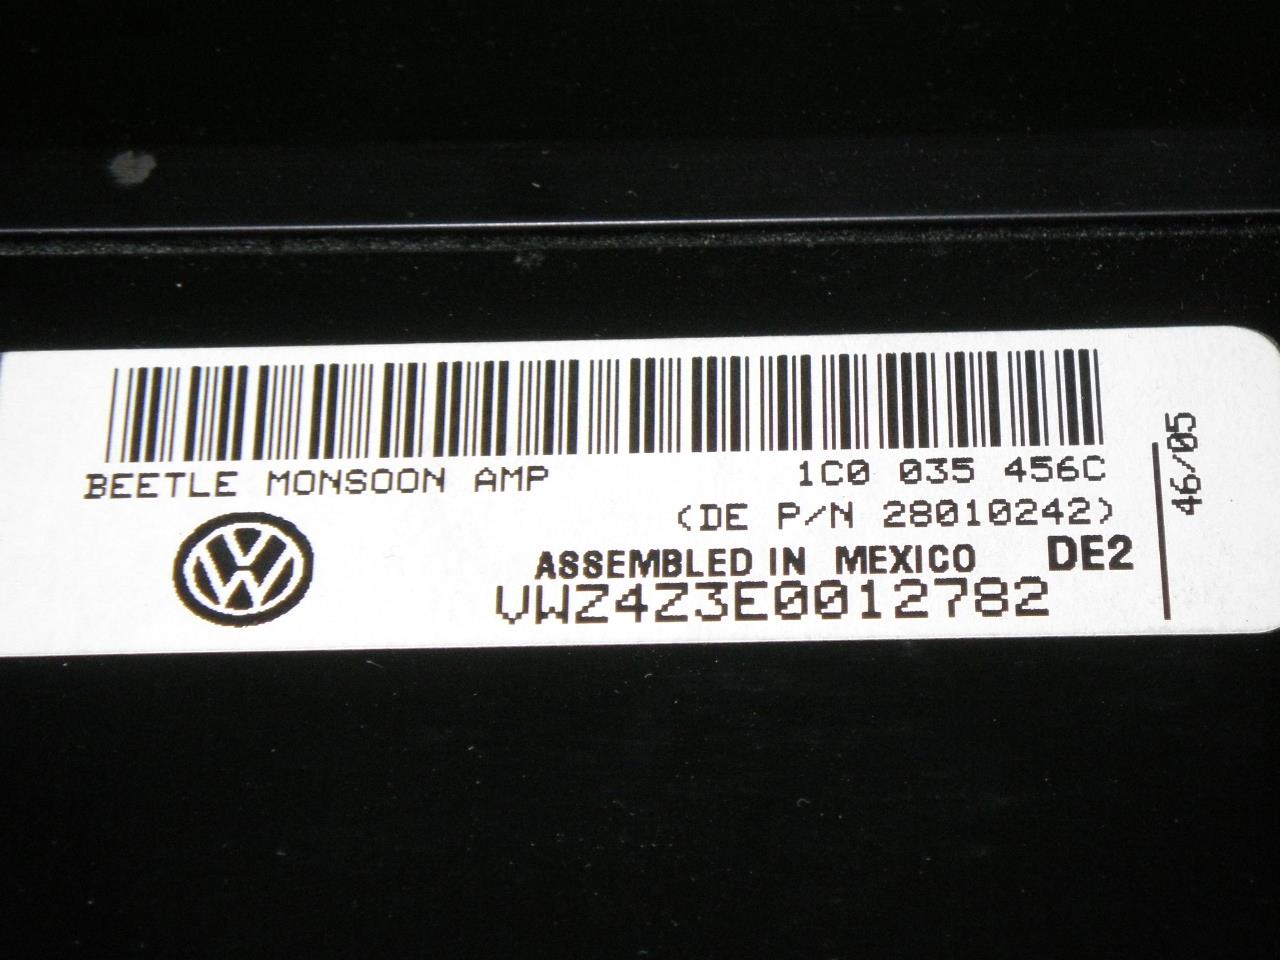 BEETLE MONSOON AMP 1C0 035 456C
(DE P/N 28010242)
ASSEMBLED IN MEXICO DE2
VWZ4Z3E0012782
46/05